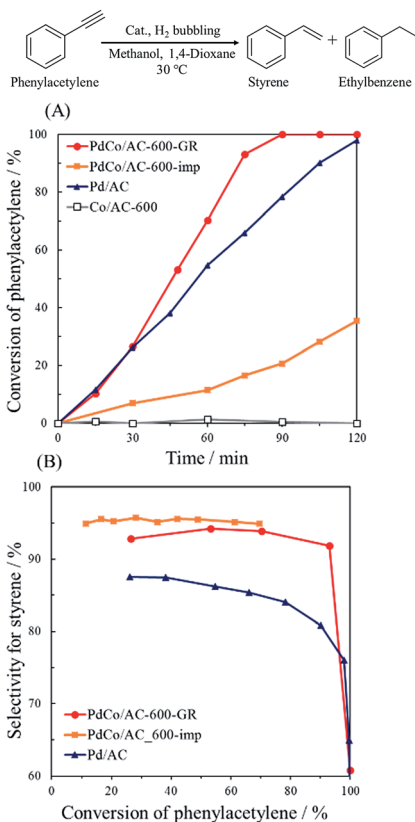 Cat., H₂ bubbling
Methanol, 1,4-Dioxane
30 °C
+
Phenylacetylene
Styrene
Ethylbenzene
(A)
Conversion of phenylacetylene / %
100
80
60
40
20
0
PdCo/AC-600-GR
PdCo/AC-600-imp
Pd/AC
Co/AC-600
0 30 60 90 120
Time / min
(B)
Selectivity for styrene / %
100
90
80
70
60
PdCo/AC-600-GR
PdCo/AC_600-imp
Pd/AC
0 20 40 60 80 100
Conversion of phenylacetylene / %